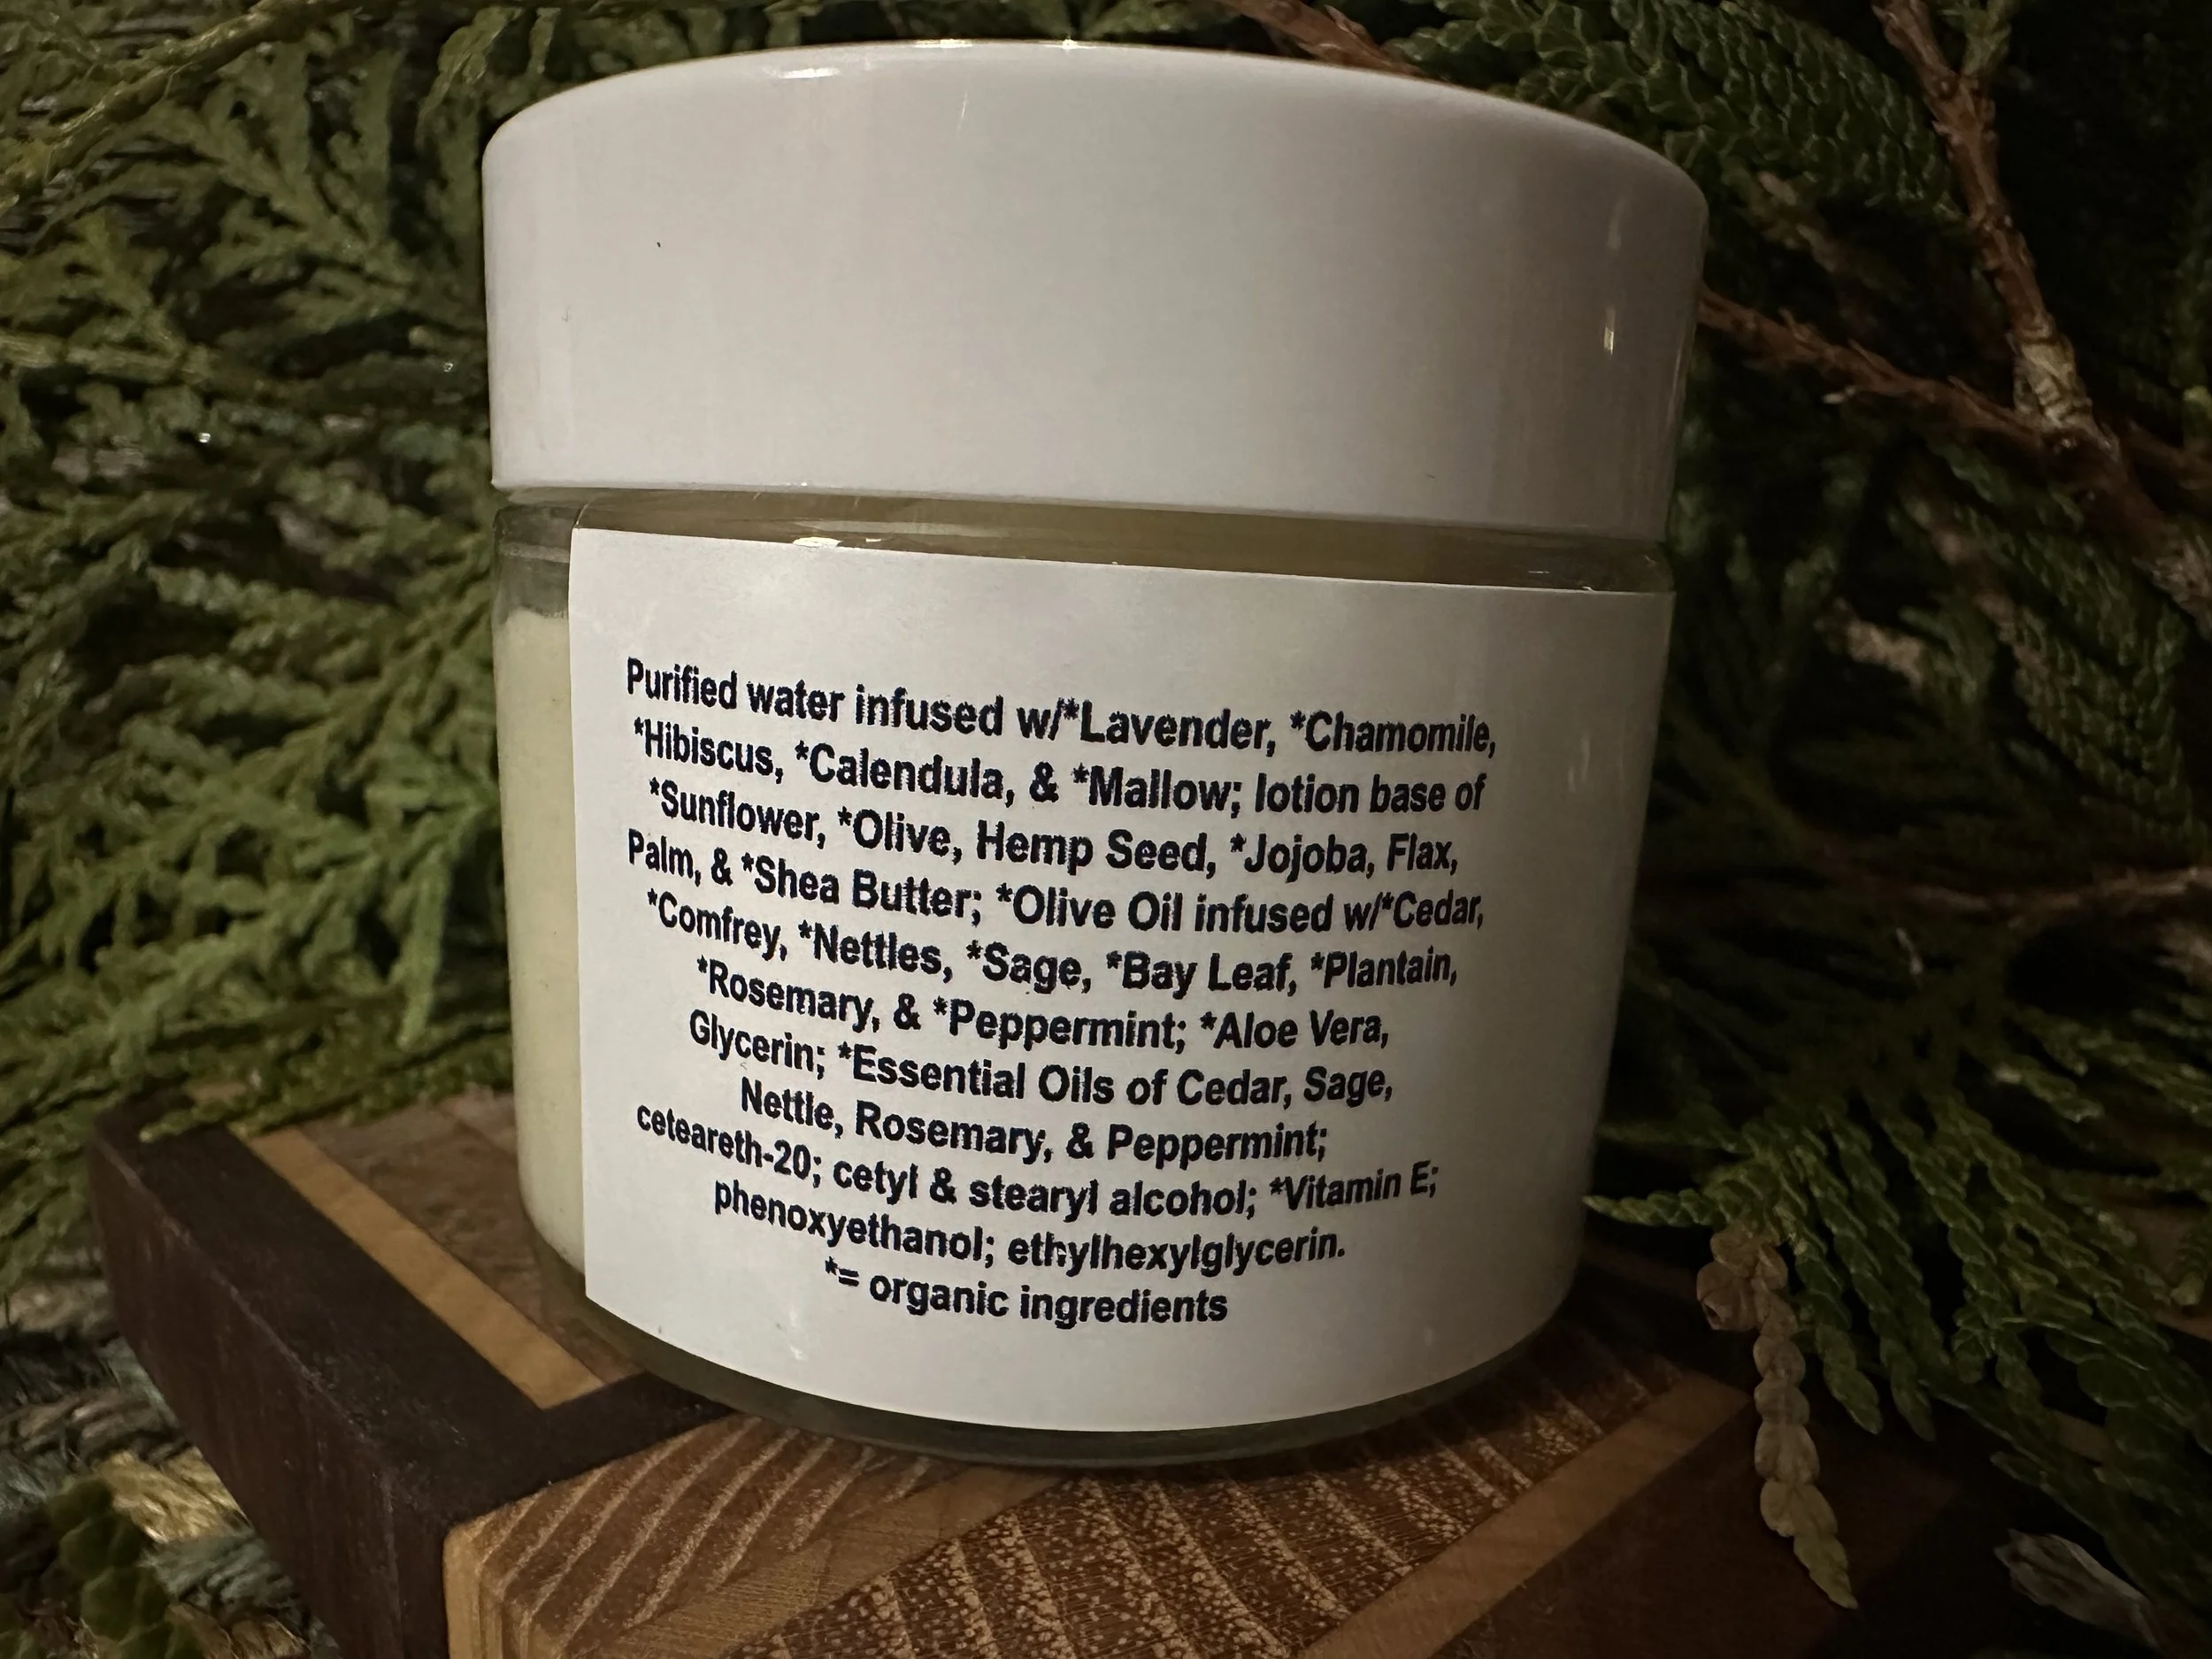 Purified water infused w/*Lavender, *Chamomile,
*Hibiscus, *Calendula, & *Mallow; lotion base of
*Sunflower, *Olive, Hemp Seed, *Jojoba, Flax,
Palm, & *Shea Butter; *Olive Oil infused w/*Cedar,
*Comfrey, *Nettles, *Sage, *Bay Leaf, *Plantain,
*Rosemary, & *Peppermint; *Aloe Vera,
Glycerin; *Essential Oils of Cedar, Sage,
Nettle, Rosemary, & Peppermint;
ceteareth-20; cetyl & stearyl alcohol; *Vitamin E;
phenoxyethanol; ethylhexylglycerin.
*= organic ingredients